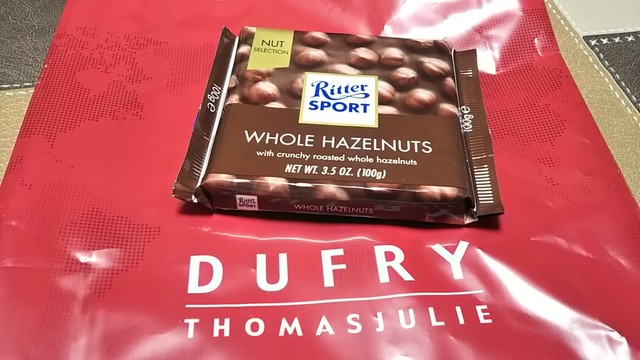 NUT
SELECTION
Ritter
SPORT
100g e
100g e
WHOLE HAZELNUTS
with crunchy roasted whole hazelnuts
NET WT. 3.5 OZ. (100g)
Ritter
SPORT
WHOLE HAZELNUTS
DUFRY
THOMASJULIE